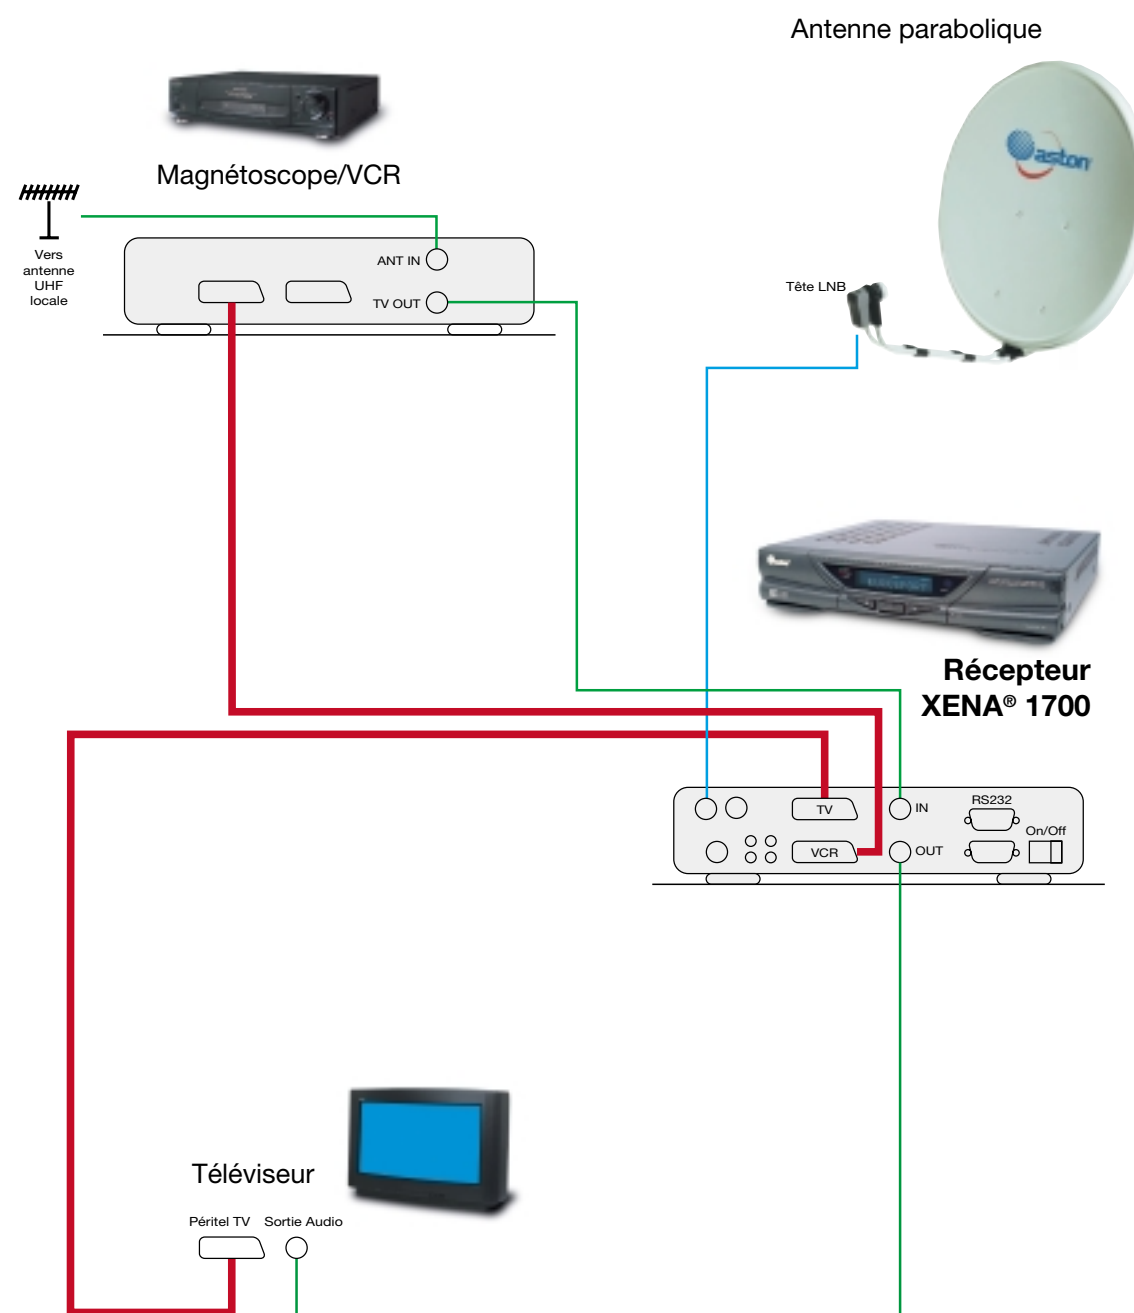 Antenne parabolique
aston
Magnétoscope/VCR
Vers
antenne
UHF
locale
ANT IN
TV OUT
Tête LNB
Récepteur
XENA® 1700
TV
IN
RS232
On/Off
VCR
OUT
Téléviseur
Péritel TV
Sortie Audio